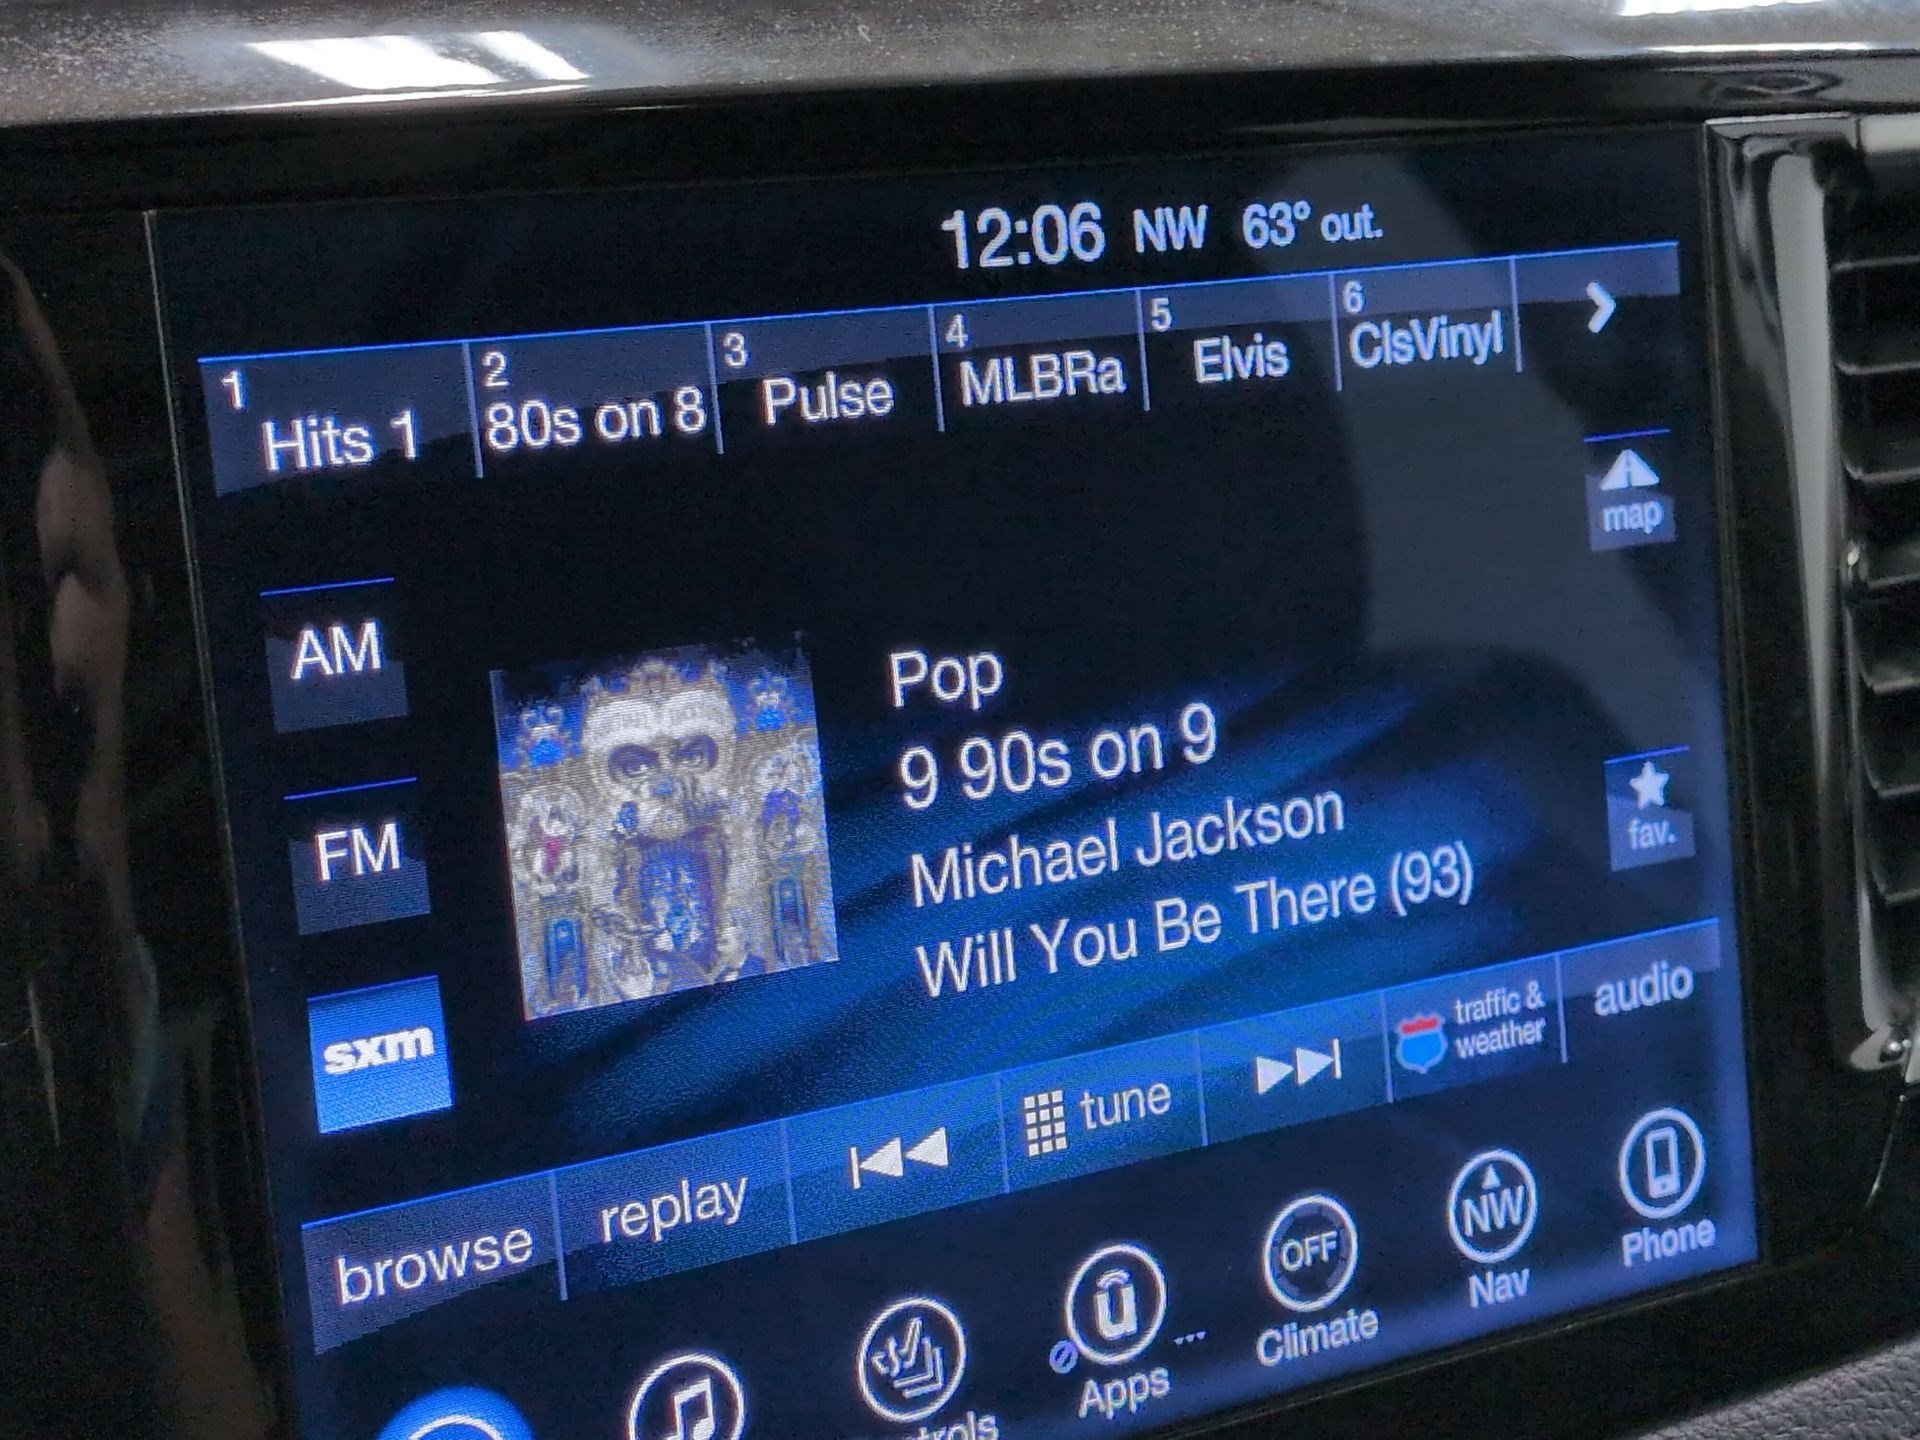 12:06 NW 63° out.
1 Hits 1
2 80s on 8
3 Pulse
4 MLBRa
5 Elvis
6 ClsVinyl
map
AM
Pop
9 90s on 9
Michael Jackson
Will You Be There (93)
fav.
FM
sxm
browse
replay
tune
traffic &
weather
audio
Apps
OFF
Climate
NW
Nav
Phone